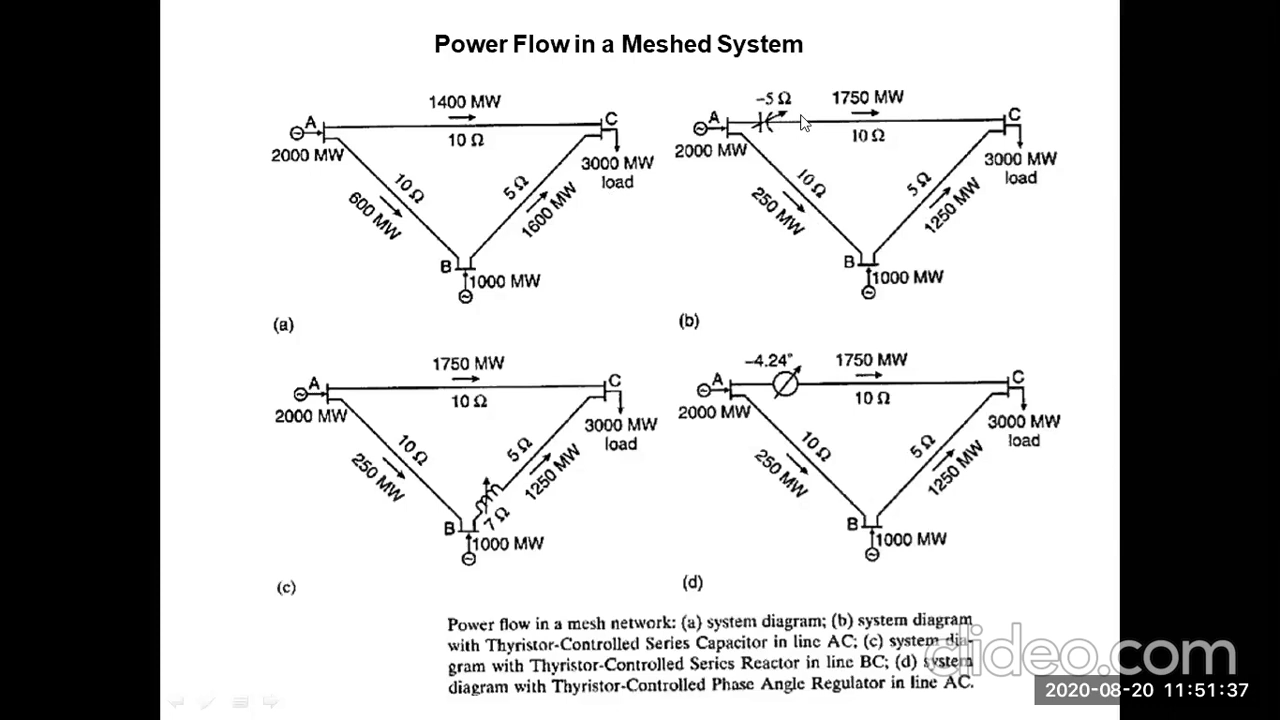 Power Flow in a Meshed System
1400 MW
A
C
2000 MW
10 Ω
3000 MW
load
10 Ω
5 Ω
600 MW
1600 MW
B
1000 MW
(a)
-5 Ω
1750 MW
A
C
2000 MW
10 Ω
3000 MW
load
10 Ω
5 Ω
250 MW
1250 MW
B
1000 MW
(b)
1750 MW
A
C
2000 MW
10 Ω
3000 MW
load
10 Ω
5 Ω
250 MW
1250 MW
7 Ω
B
1000 MW
(c)
-4.24°
1750 MW
A
C
2000 MW
10 Ω
3000 MW
load
10 Ω
5 Ω
250 MW
1250 MW
B
1000 MW
(d)
Power flow in a mesh network: (a) system diagram; (b) system diagram
with Thyristor-Controlled Series Capacitor in line AC; (c) system dia-
gram with Thyristor-Controlled Series Reactor in line BC; (d) system
diagram with Thyristor-Controlled Phase Angle Regulator in line AC.
clideo.com
2020-08-20 11:51:37